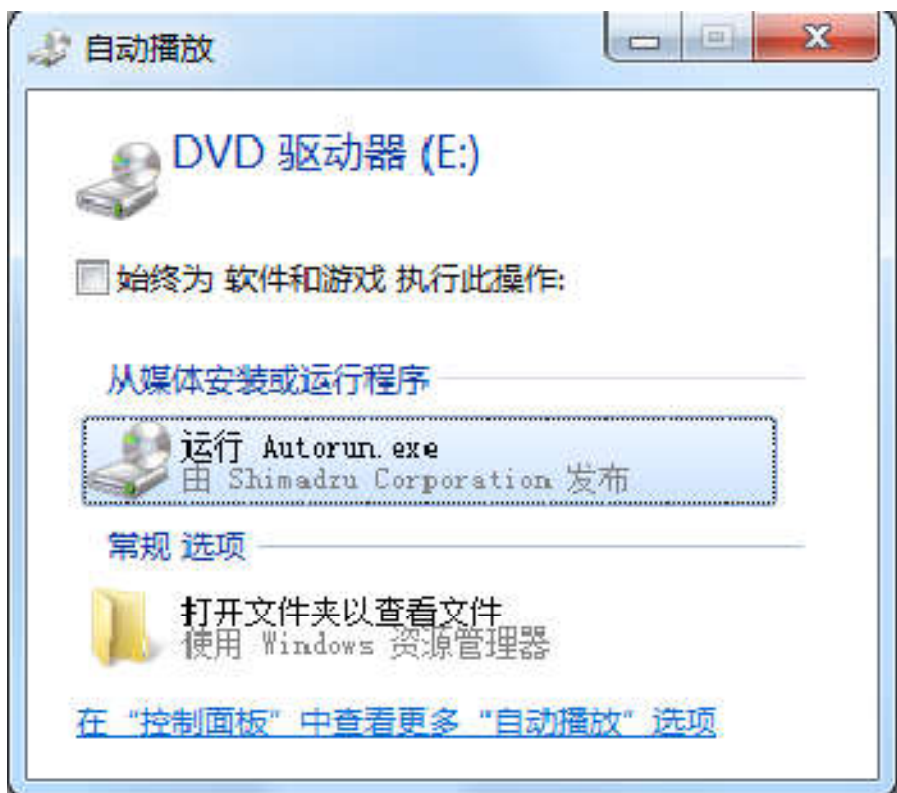 自动播放
DVD 驱动器 (E:)
始终为 软件和游戏 执行此操作:
从媒体安装或运行程序
运行 Autorun.exe
由 Shimadzu Corporation 发布
常规 选项
打开文件夹以查看文件
使用 Windows 资源管理器
在“控制面板”中查看更多“自动播放”选项